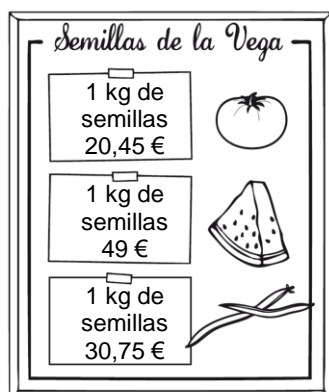 Semillas de la Vega
1 kg de
semillas
20,45 €
1 kg de
semillas
49 €
1 kg de
semillas
30,75 €